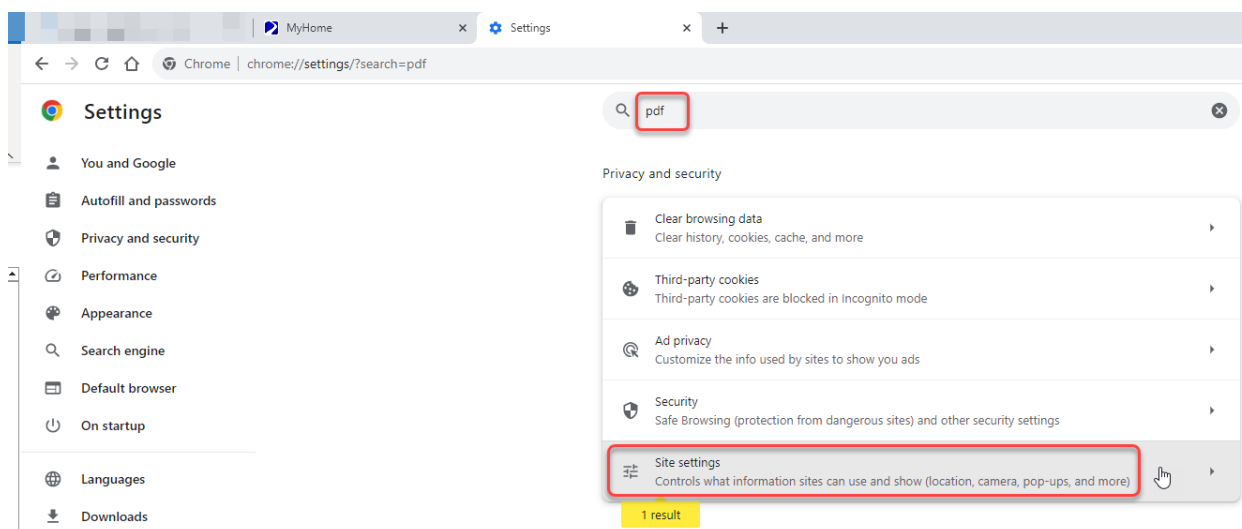 MyHome
Settings
Chrome | chrome://settings/?search=pdf
Settings
pdf
You and Google
Autofill and passwords
Privacy and security
Performance
Appearance
Search engine
Default browser
On startup
Languages
Downloads
Privacy and security
Clear browsing data
Clear history, cookies, cache, and more
Third-party cookies
Third-party cookies are blocked in Incognito mode
Ad privacy
Customize the info used by sites to show you ads
Security
Safe Browsing (protection from dangerous sites) and other security settings
Site settings
Controls what information sites can use and show (location, camera, pop-ups, and more)
1 result